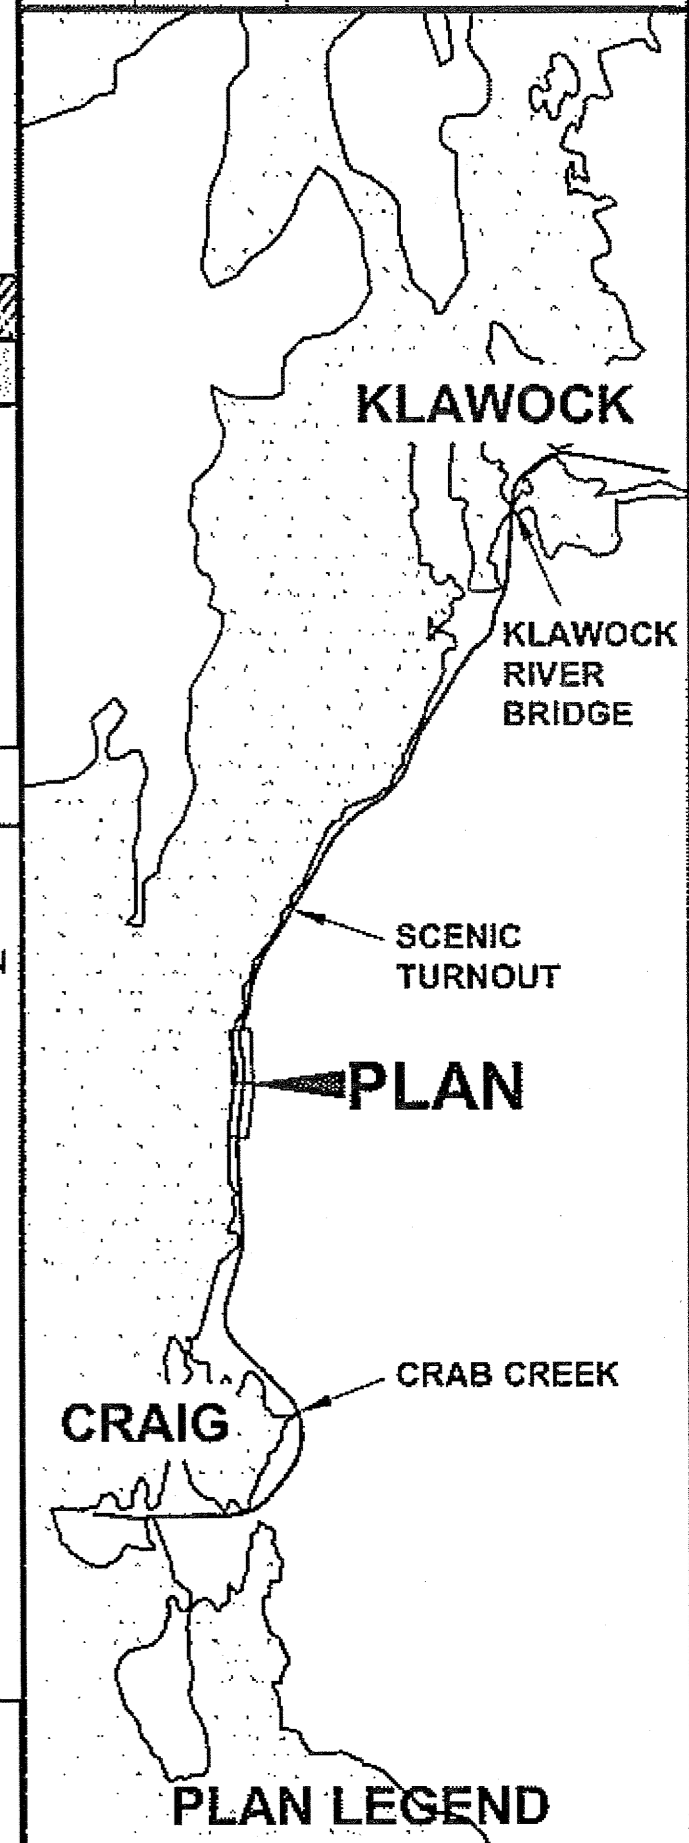 KLAWOCK
KLAWOCK
RIVER
BRIDGE
SCENIC
TURNOUT
PLAN
CRAB CREEK
CRAIG
PLAN LEGEND